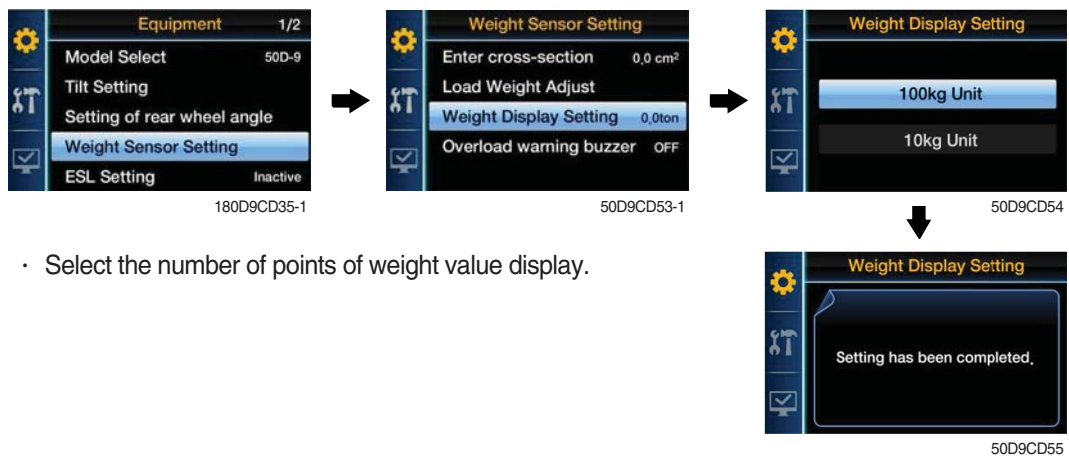 Equipment 1/2
Model Select 50D-9
Tilt Setting
Setting of rear wheel angle
Weight Sensor Setting
ESL Setting Inactive
180D9CD35-1
Weight Sensor Setting
Enter cross-section 0,0 cm²
Load Weight Adjust
Weight Display Setting 0,0ton
Overload warning buzzer OFF
50D9CD53-1
Weight Display Setting
100kg Unit
10kg Unit
50D9CD54
· Select the number of points of weight value display.
Weight Display Setting
Setting has been completed.
50D9CD55